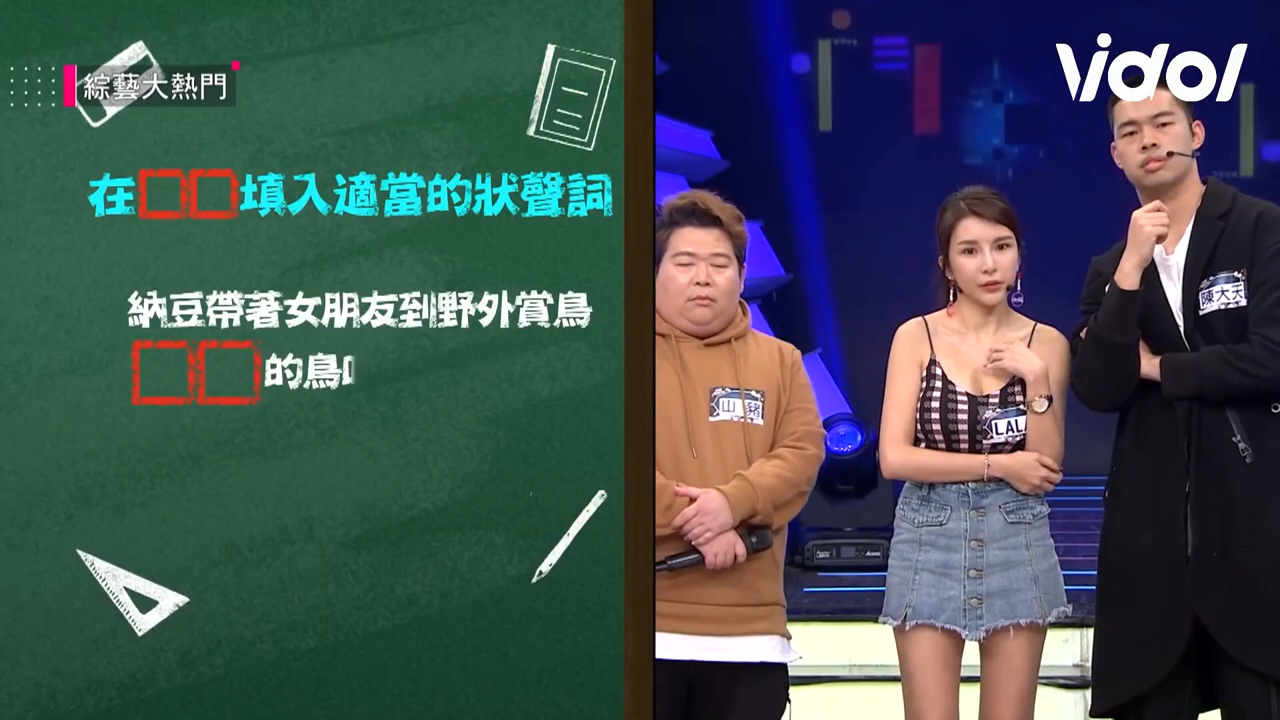 綜藝大熱門
Vidol
在□□填入適當的狀聲詞
納豆帶著女朋友到野外賞鳥
□□的鳥
山豬
LALA
陳大天